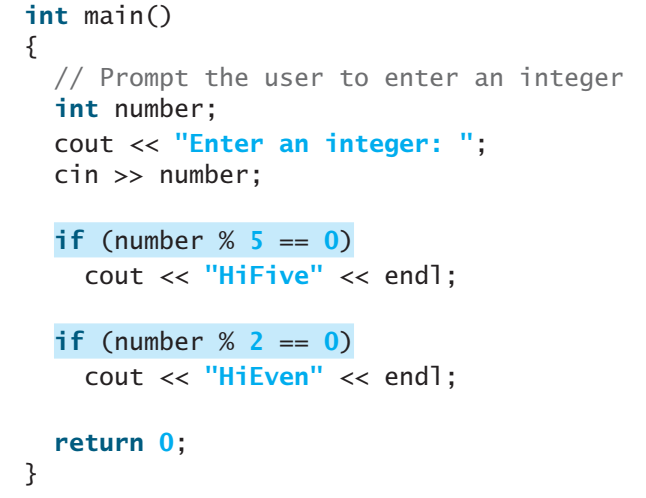 int main()
{
  // Prompt the user to enter an integer
  int number;
  cout << "Enter an integer: ";
  cin >> number;

  if (number % 5 == 0)
    cout << "HiFive" << endl;

  if (number % 2 == 0)
    cout << "HiEven" << endl;

  return 0;
}